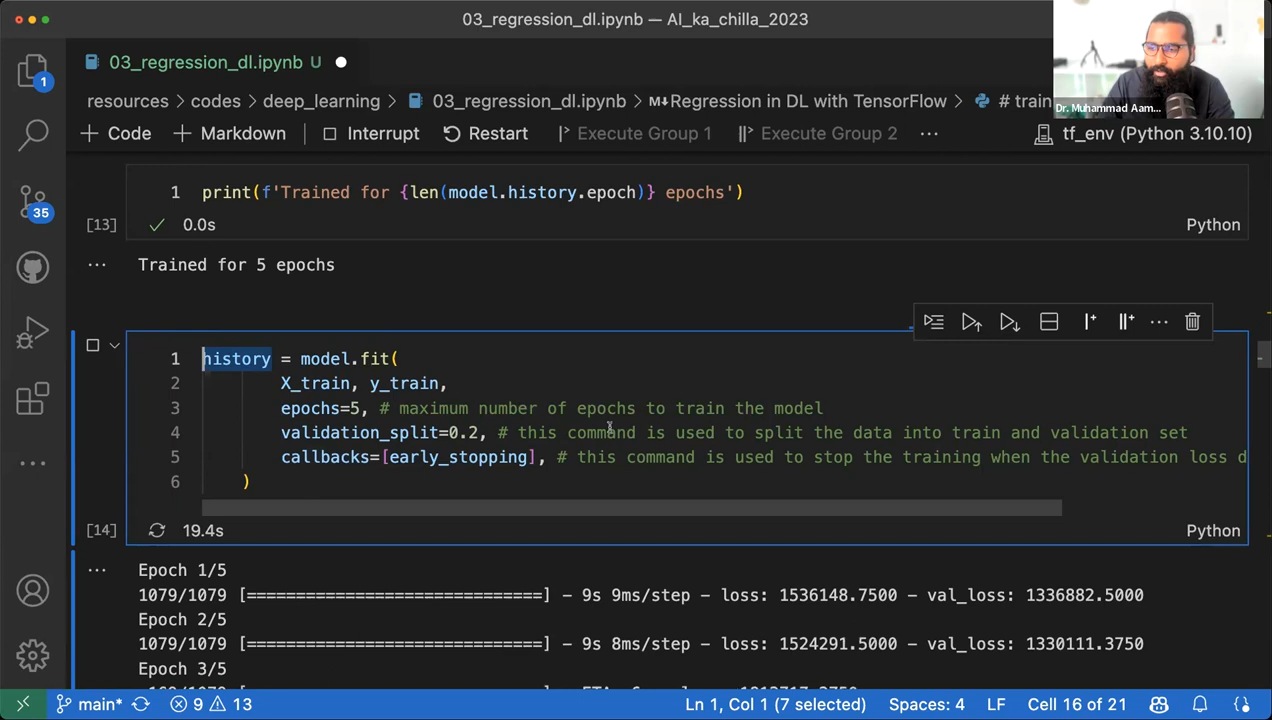 03_regression_dl.ipynb — AI_ka_chilla_2023
03_regression_dl.ipynb U
1
resources > codes > deep_learning > 03_regression_dl.ipynb > M↓Regression in DL with TensorFlow > # train
Dr. Muhammad Aam...
+ Code + Markdown Interrupt Restart Execute Group 1 Execute Group 2 ... tf_env (Python 3.10.10)
35
1 print(f'Trained for {len(model.history.epoch)} epochs')
[13] 0.0s Python
... Trained for 5 epochs
1 history = model.fit(
2 X_train, y_train,
3 epochs=5, # maximum number of epochs to train the model
4 validation_split=0.2, # this command is used to split the data into train and validation set
5 callbacks=[early_stopping], # this command is used to stop the training when the validation loss d
6 )
[14] 19.4s Python
... Epoch 1/5
1079/1079 [==============================] - 9s 9ms/step - loss: 1536148.7500 - val_loss: 1336882.5000
Epoch 2/5
1079/1079 [==============================] - 9s 8ms/step - loss: 1524291.5000 - val_loss: 1330111.3750
Epoch 3/5
main* 9 13 Ln 1, Col 1 (7 selected) Spaces: 4 LF Cell 16 of 21